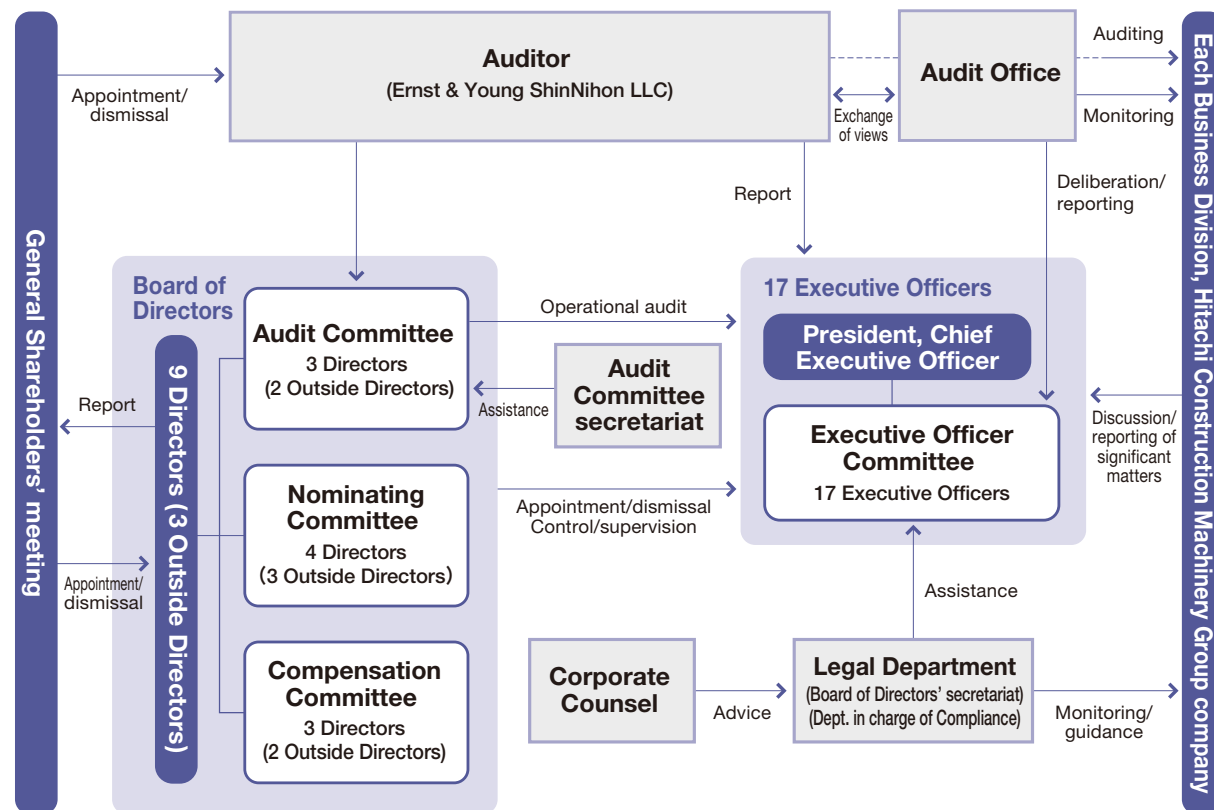 General Shareholders' meeting
Appointment/
dismissal
Auditor
(Ernst & Young ShinNihon LLC)
Exchange
of views
Audit Office
Auditing
Monitoring
Each Business Division, Hitachi Construction Machinery Group company
Report
Deliberation/
reporting
Board of
Directors
9 Directors (3 Outside Directors)
Report
Appointment/
dismissal
Audit Committee
3 Directors
(2 Outside Directors)
Operational audit
Assistance
Audit
Committee
secretariat
Nominating
Committee
4 Directors
(3 Outside Directors)
Appointment/dismissal
Control/supervision
Compensation
Committee
3 Directors
(2 Outside Directors)
17 Executive Officers
President, Chief
Executive Officer
Executive Officer
Committee
17 Executive Officers
Discussion/
reporting of
significant
matters
Assistance
Corporate
Counsel
Advice
Legal Department
(Board of Directors' secretariat)
(Dept. in charge of Compliance)
Monitoring/
guidance